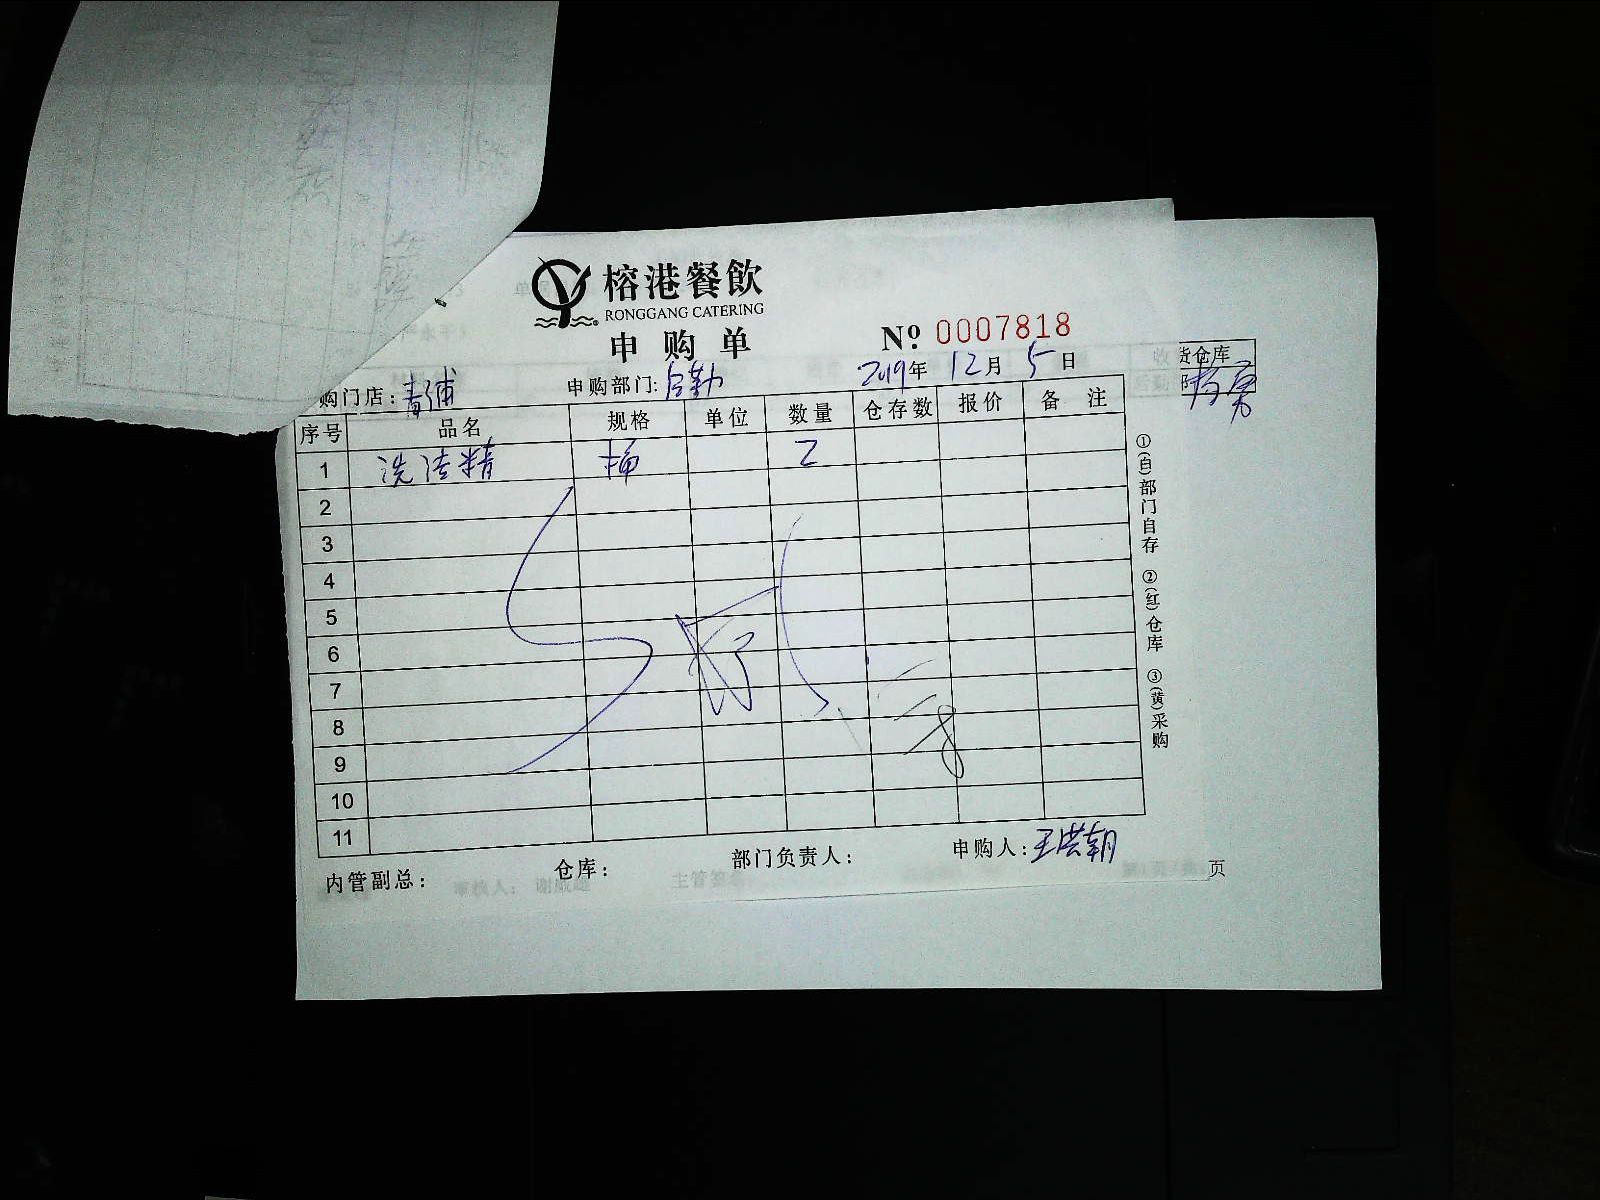 榕港餐飲
RONGGANG CATERING
申购单
№ 0007818
购门店：青浦 申购部门：后勤 2019年12月5日
货仓库
序号 品名 规格 单位 数量 仓存数 报价 备注
1 洗洁精 桶 2
2
3
4
5
6
7
8
9
10
11
①(白)部门自存 ②(红)仓库 ③(黄)采购
内管副总： 仓库： 部门负责人： 申购人：王洪朝
页